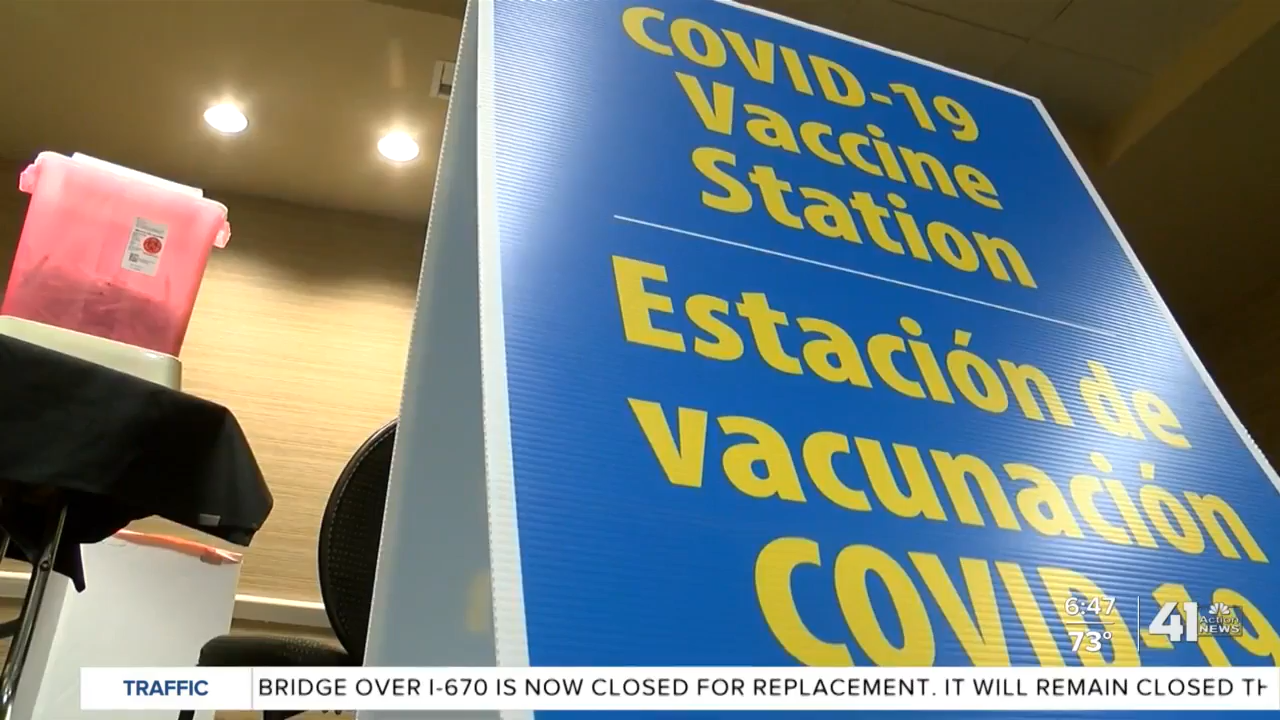 COVID-19
Vaccine
Station
Estación de
vacunación
COVID-19
6:47
73°
41 Action NEWS
TRAFFIC
BRIDGE OVER I-670 IS NOW CLOSED FOR REPLACEMENT. IT WILL REMAIN CLOSED